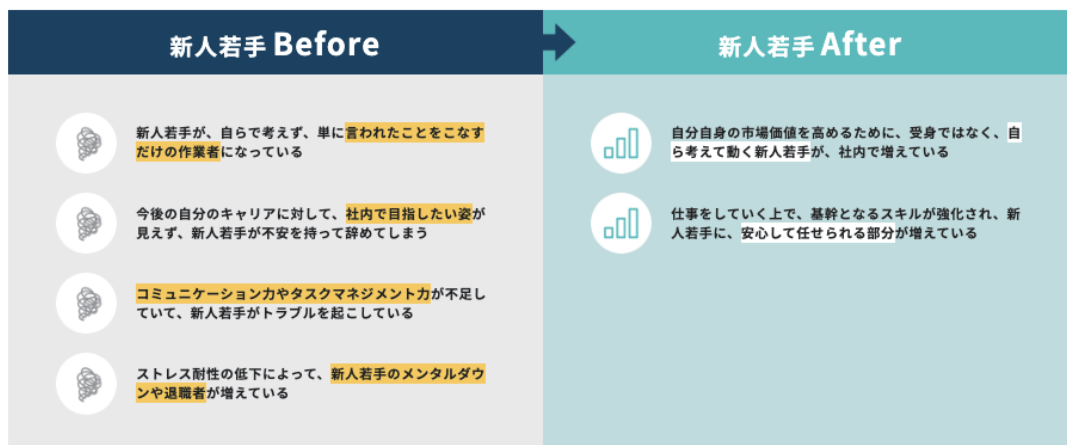 新人若手 Before
新人若手 After
新人若手が、自らで考えず、単に言われたことをこなす
だけの作業者になっている
今後の自分のキャリアに対して、社内で目指したい姿が
見えず、新人若手が不安を持って辞めてしまう
コミュニケーション力やタスクマネジメント力が不足し
ていて、新人若手がトラブルを起こしている
ストレス耐性の低下によって、新人若手のメンタルダウ
ンや退職者が増えている
自分自身の市場価値を高めるために、受身ではなく、自
ら考えて動く新人若手が、社内で増えている
仕事をしていく上で、基幹となるスキルが強化され、新
人若手に、安心して任せられる部分が増えている